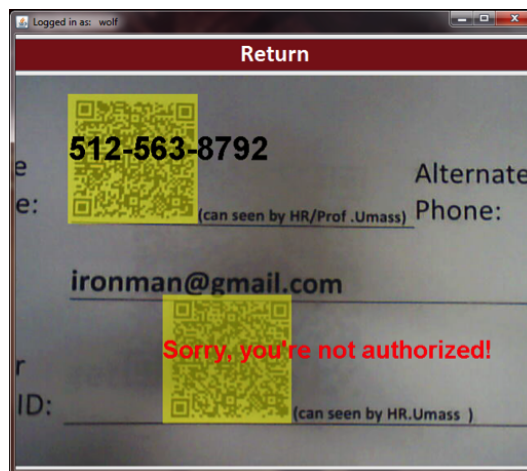 Logged in as: wolf
Return
512-563-8792
e Alternate
e: (can seen by HR/Prof .Umass) Phone:
ironman@gmail.com
Sorry, you're not authorized!
r
ID: (can seen by HR.Umass )